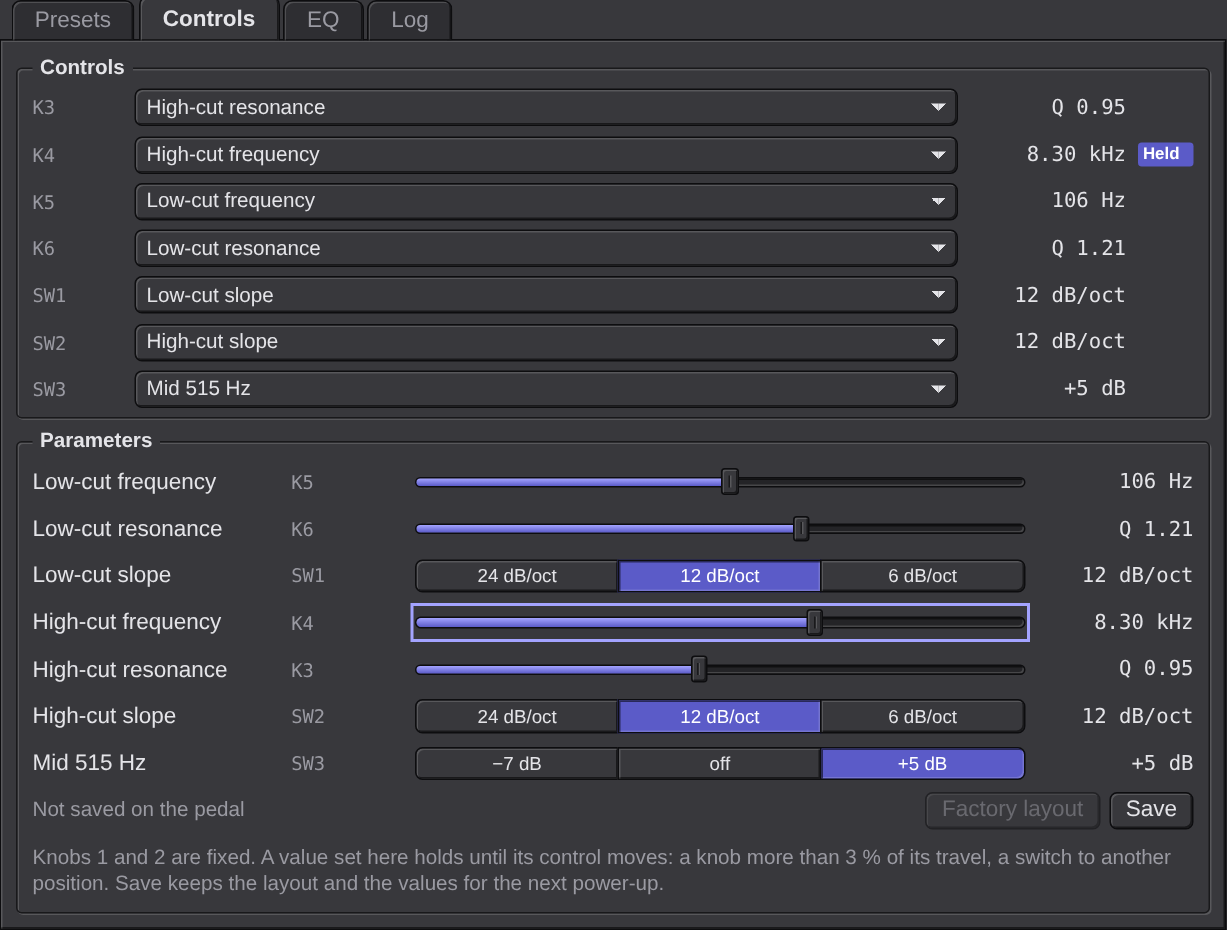 Presets Controls EQ Log
Controls
K3 High-cut resonance Q 0.95
K4 High-cut frequency 8.30 kHz Held
K5 Low-cut frequency 106 Hz
K6 Low-cut resonance Q 1.21
SW1 Low-cut slope 12 dB/oct
SW2 High-cut slope 12 dB/oct
SW3 Mid 515 Hz +5 dB
Parameters
Low-cut frequency K5 106 Hz
Low-cut resonance K6 Q 1.21
Low-cut slope SW1 24 dB/oct 12 dB/oct 6 dB/oct 12 dB/oct
High-cut frequency K4 8.30 kHz
High-cut resonance K3 Q 0.95
High-cut slope SW2 24 dB/oct 12 dB/oct 6 dB/oct 12 dB/oct
Mid 515 Hz SW3 −7 dB off +5 dB +5 dB
Not saved on the pedal Factory layout Save
Knobs 1 and 2 are fixed. A value set here holds until its control moves: a knob more than 3 % of its travel, a switch to another
position. Save keeps the layout and the values for the next power-up.